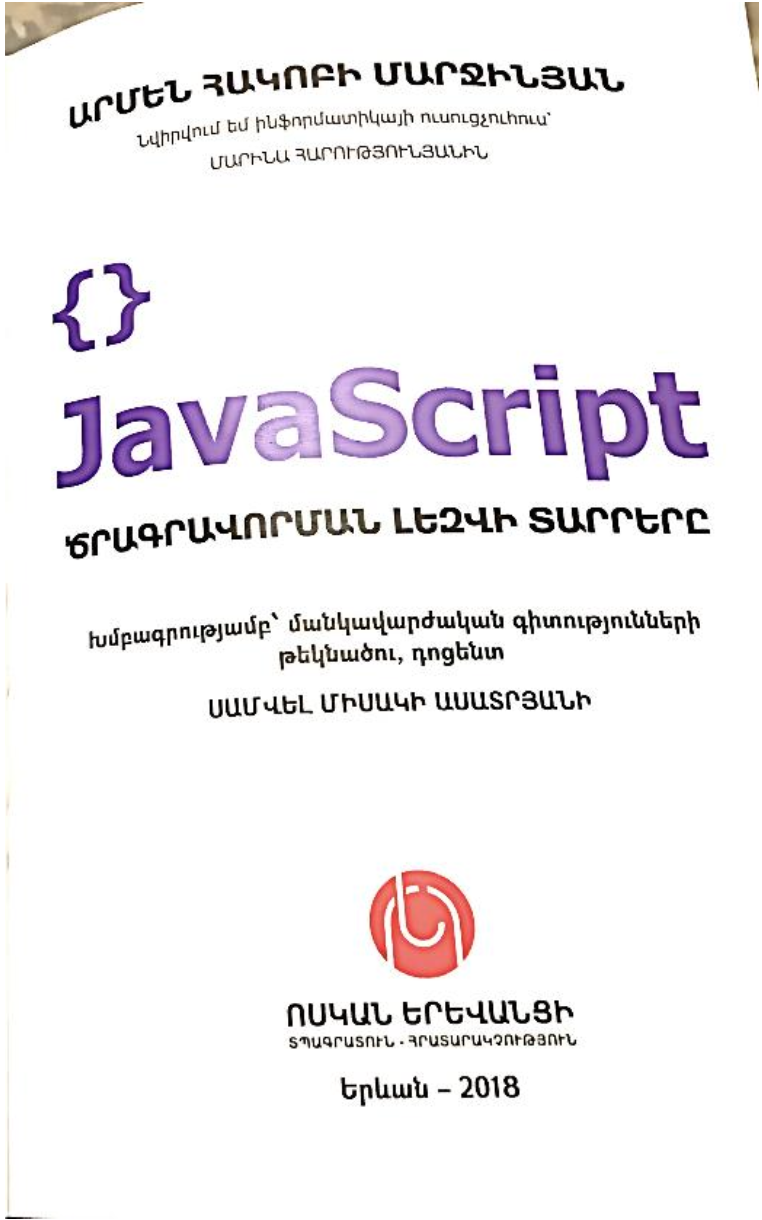 ԱՐՄԵՆ ՀԱԿՈԲԻ ՄԱՐՋԻՆՅԱՆ
Նվիրվում եմ ինֆորմատիկայի ուսուցչուհուս՝
ՄԱՐԻՆԱ ՀԱՐՈՒԹՅՈՒՆՅԱՆԻՆ
{}
JavaScript
ԾՐԱԳՐԱՎՈՐՄԱՆ ԼԵԶՎԻ ՏԱՐՐԵՐԸ
Խմբագրությամբ՝ մանկավարժական գիտությունների
թեկնածու, դոցենտ
ՍԱՄՎԵԼ ՄԻՍԱԿԻ ԱՍԱՏՐՅԱՆԻ
ՈՍԿԱՆ ԵՐԵՎԱՆՑԻ
ՏՊԱԳՐԱՏՈՒՆ - ՀՐԱՏԱՐԱԿՉՈՒԹՅՈՒՆ
Երևան – 2018